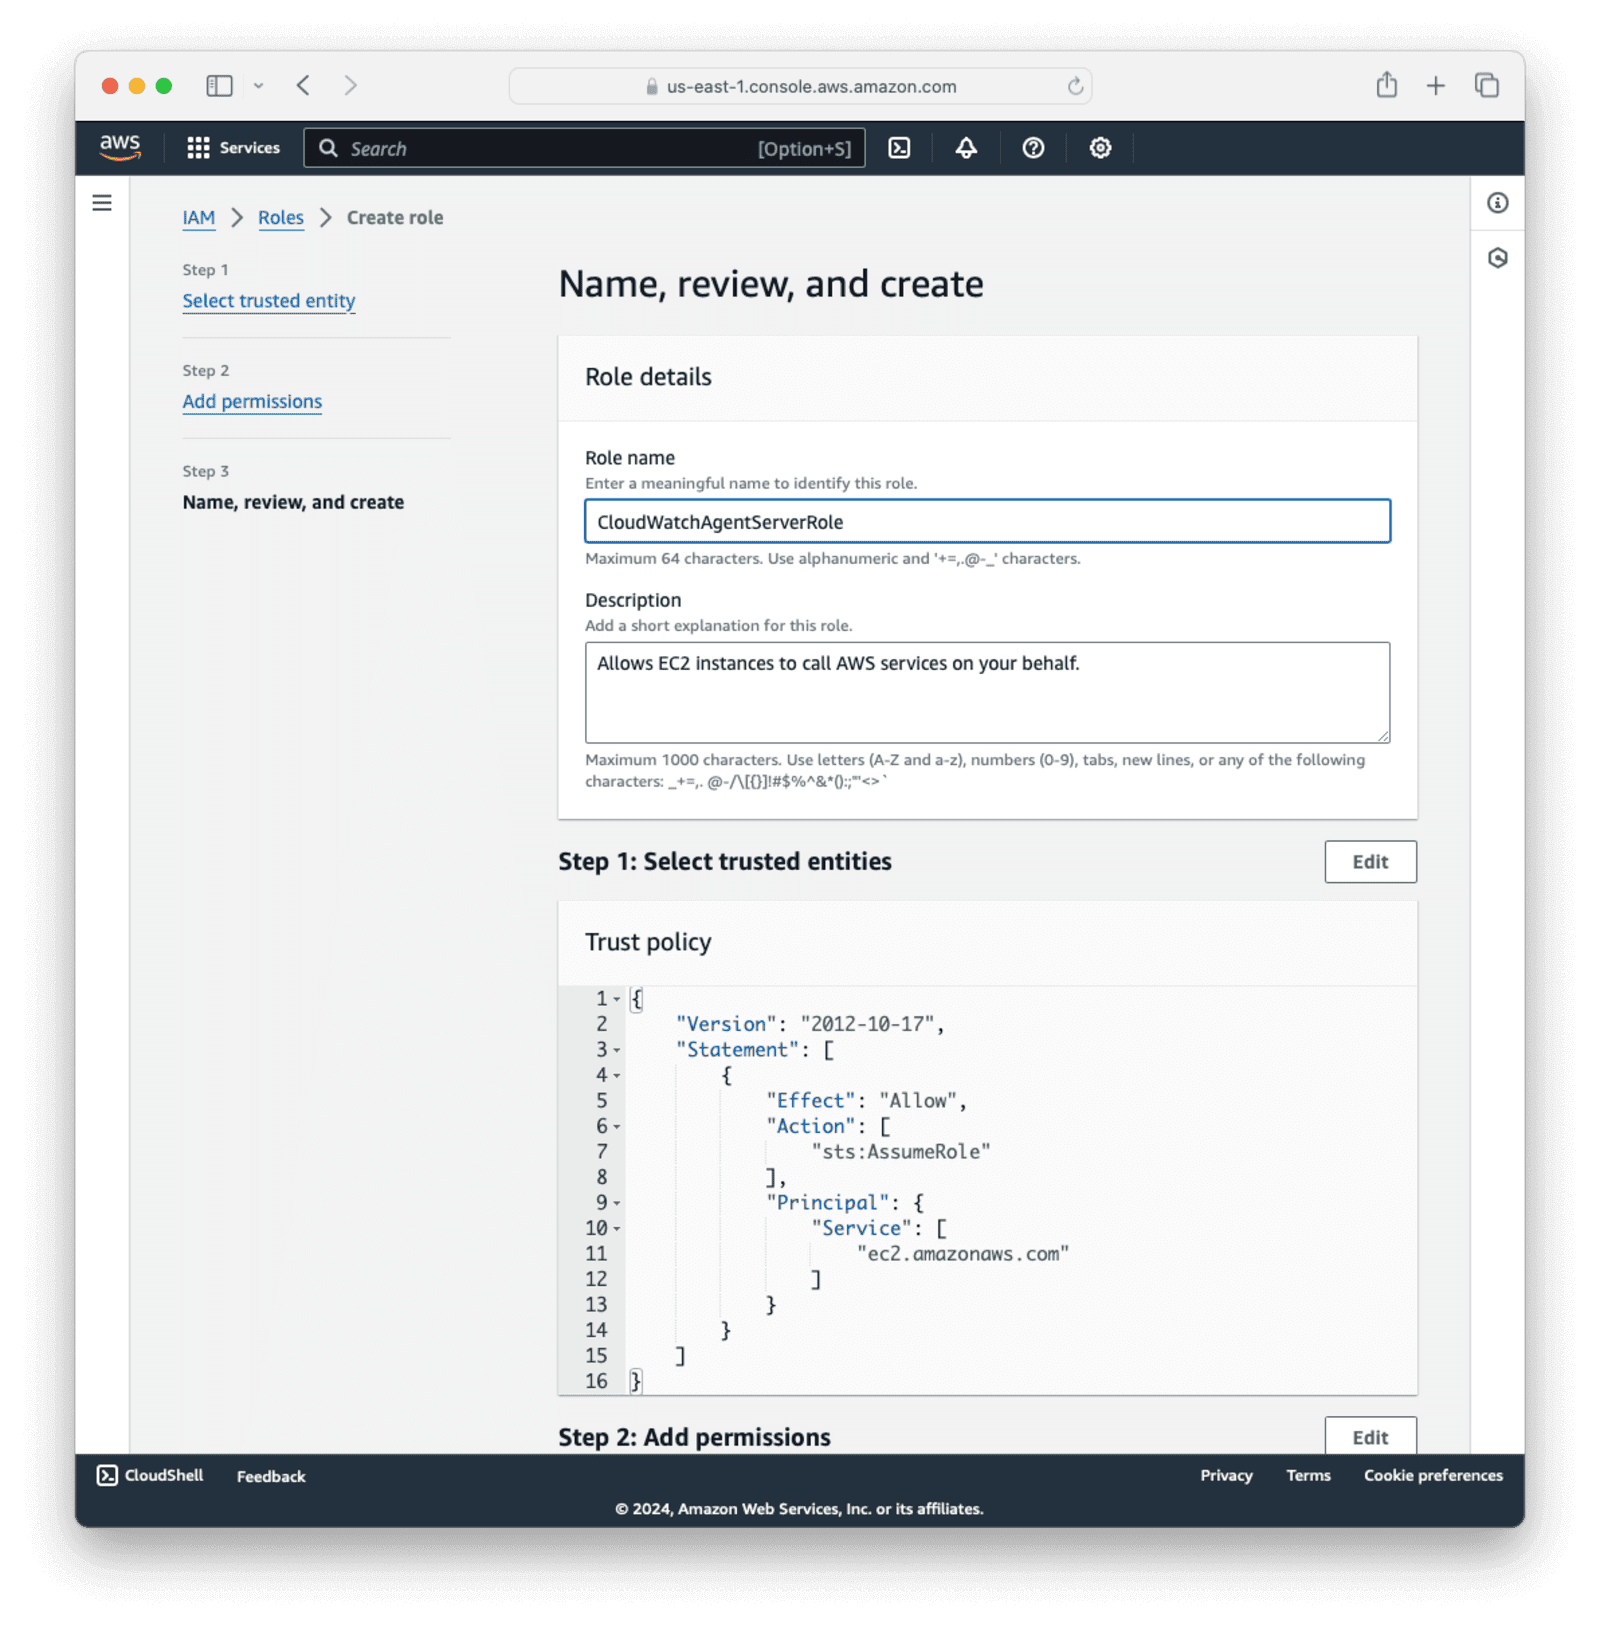 us-east-1.console.aws.amazon.com
aws
Services
Search
[Option+S]
IAM
Roles
Create role
Step 1
Select trusted entity
Step 2
Add permissions
Step 3
Name, review, and create
Name, review, and create
Role details
Role name
Enter a meaningful name to identify this role.
CloudWatchAgentServerRole
Maximum 64 characters. Use alphanumeric and '+=,.@-_' characters.
Description
Add a short explanation for this role.
Allows EC2 instances to call AWS services on your behalf.
Maximum 1000 characters. Use letters (A-Z and a-z), numbers (0-9), tabs, new lines, or any of the following
characters: _+=,. @-/\[{}]!#$%^&*();:;"'<>`
Step 1: Select trusted entities
Edit
Trust policy
1 {
2 "Version": "2012-10-17",
3 "Statement": [
4 {
5 "Effect": "Allow",
6 "Action": [
7 "sts:AssumeRole"
8 ],
9 "Principal": {
10 "Service": [
11 "ec2.amazonaws.com"
12 ]
13 }
14 }
15 ]
16 }
Step 2: Add permissions
Edit
CloudShell
Feedback
Privacy
Terms
Cookie preferences
© 2024, Amazon Web Services, Inc. or its affiliates.